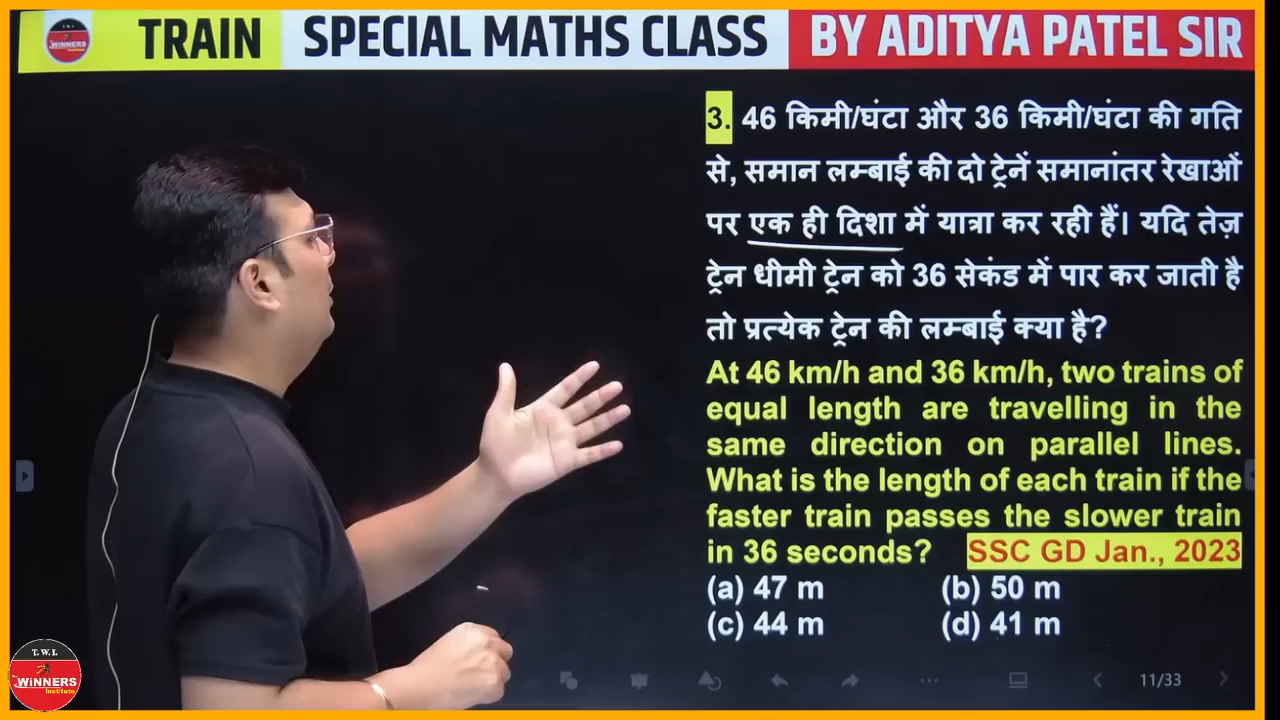 TRAIN SPECIAL MATHS CLASS BY ADITYA PATEL SIR
T.W.I.
WiNNERS
Institute
3. 46 किमी/घंटा और 36 किमी/घंटा की गति
से, समान लम्बाई की दो ट्रेनें समानांतर रेखाओं
पर एक ही दिशा में यात्रा कर रही हैं। यदि तेज़
ट्रेन धीमी ट्रेन को 36 सेकंड में पार कर जाती है
तो प्रत्येक ट्रेन की लम्बाई क्या है?
At 46 km/h and 36 km/h, two trains of
equal length are travelling in the
same direction on parallel lines.
What is the length of each train if the
faster train passes the slower train
in 36 seconds? SSC GD Jan., 2023
(a) 47 m (b) 50 m
(c) 44 m (d) 41 m
T.W.I.
WiNNERS
Institute
11/33